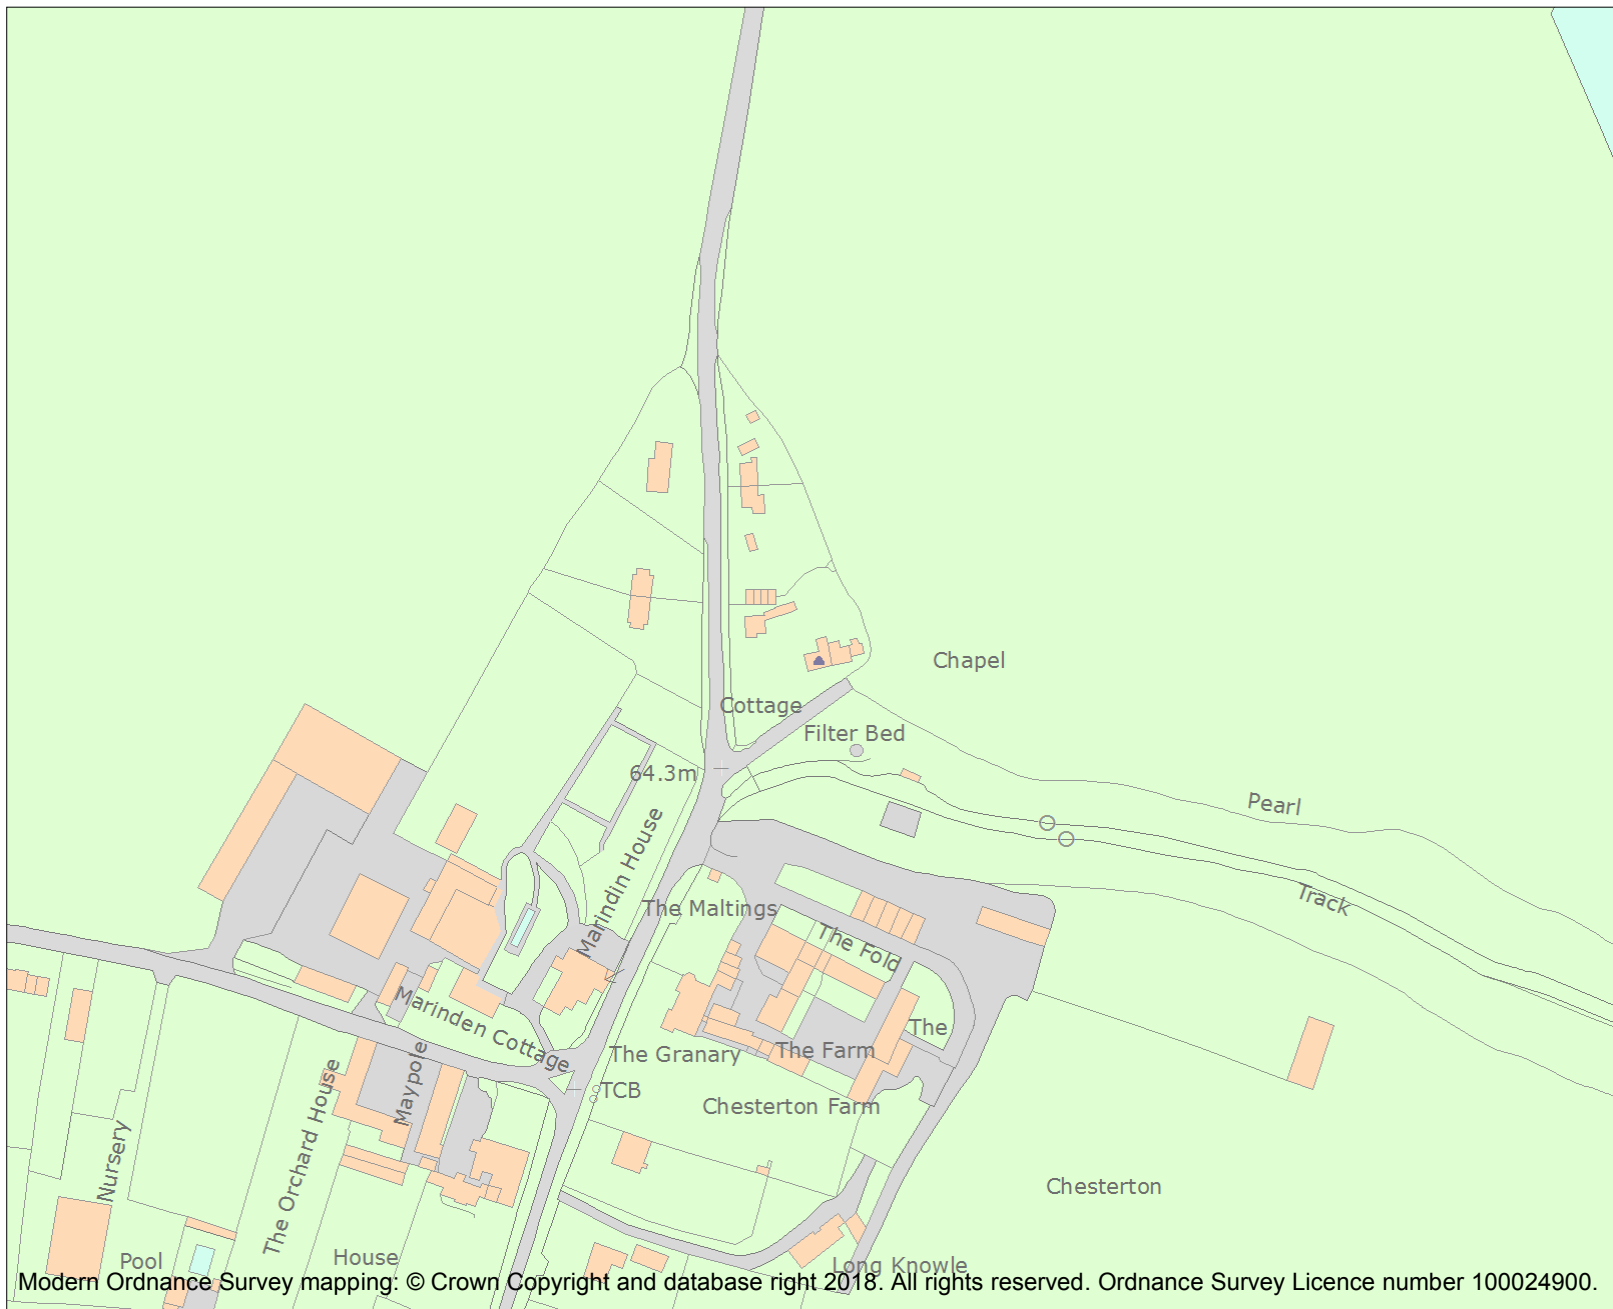 Chapel
Cottage
Filter Bed
64.3m
Pearl
Marindin House
Track
The Maltings
The Fold
Marinden Cottage
The
The Granary
The Farm
Maypole
TCB
Chesterton Farm
The Orchard House
Nursery
Chesterton
Pool
House
Long Knowle
Modern Ordnance Survey mapping: © Crown Copyright and database right 2018. All rights reserved. Ordnance Survey Licence number 100024900.